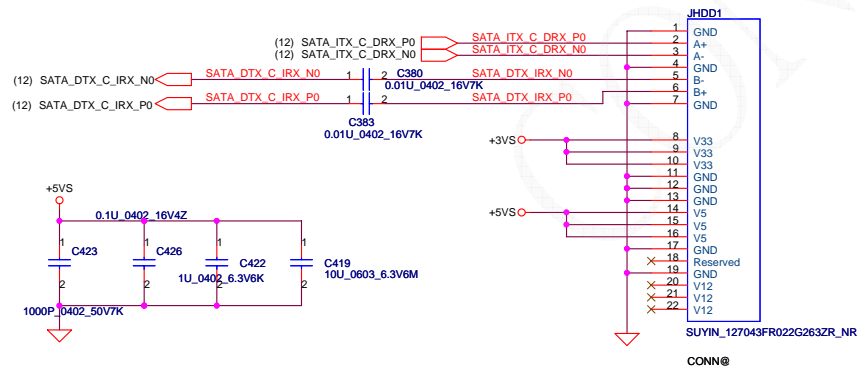 JHDD1
1 GND
(12) SATA_ITX_C_DRX_P0 SATA_ITX_C_DRX_P0 2 A+
(12) SATA_ITX_C_DRX_N0 SATA_ITX_C_DRX_N0 3 A-
4 GND
(12) SATA_DTX_C_IRX_N0 SATA_DTX_C_IRX_N0 1 2 C380 SATA_DTX_IRX_N0 5 B-
0.01U_0402_16V7K
(12) SATA_DTX_C_IRX_P0 SATA_DTX_C_IRX_P0 1 2 SATA_DTX_IRX_P0 6 B+
7 GND
C383
0.01U_0402_16V7K
+3VS 8 V33
9 V33
10 V33
11 GND
12 GND
13 GND
+5VS 14 V5
15 V5
16 V5
17 GND
18 Reserved
19 GND
20 V12
21 V12
22 V12
SUYIN_127043FR022G263ZR_NR
CONN@
+5VS
0.1U_0402_16V4Z
1 1 1 1
C423 C426 C422 C419
1U_0402_6.3V6K 10U_0603_6.3V6M
2 2 2 2
1000P_0402_50V7K